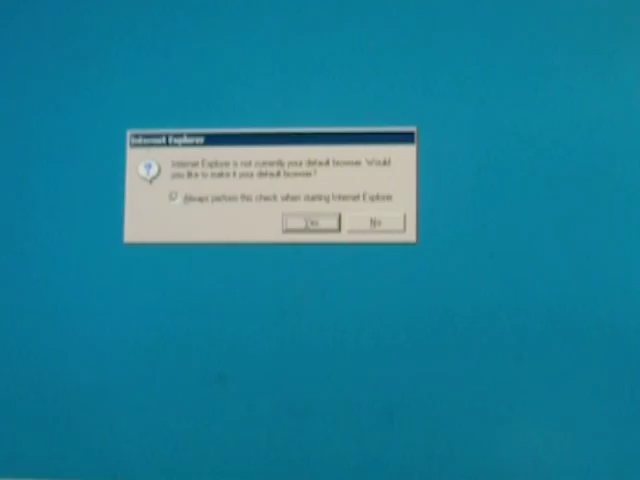 Internet Explorer
Internet Explorer is not currently your default browser. Would
you like to make it your default browser?
Always perform this check when starting Internet Explorer
Yes
No